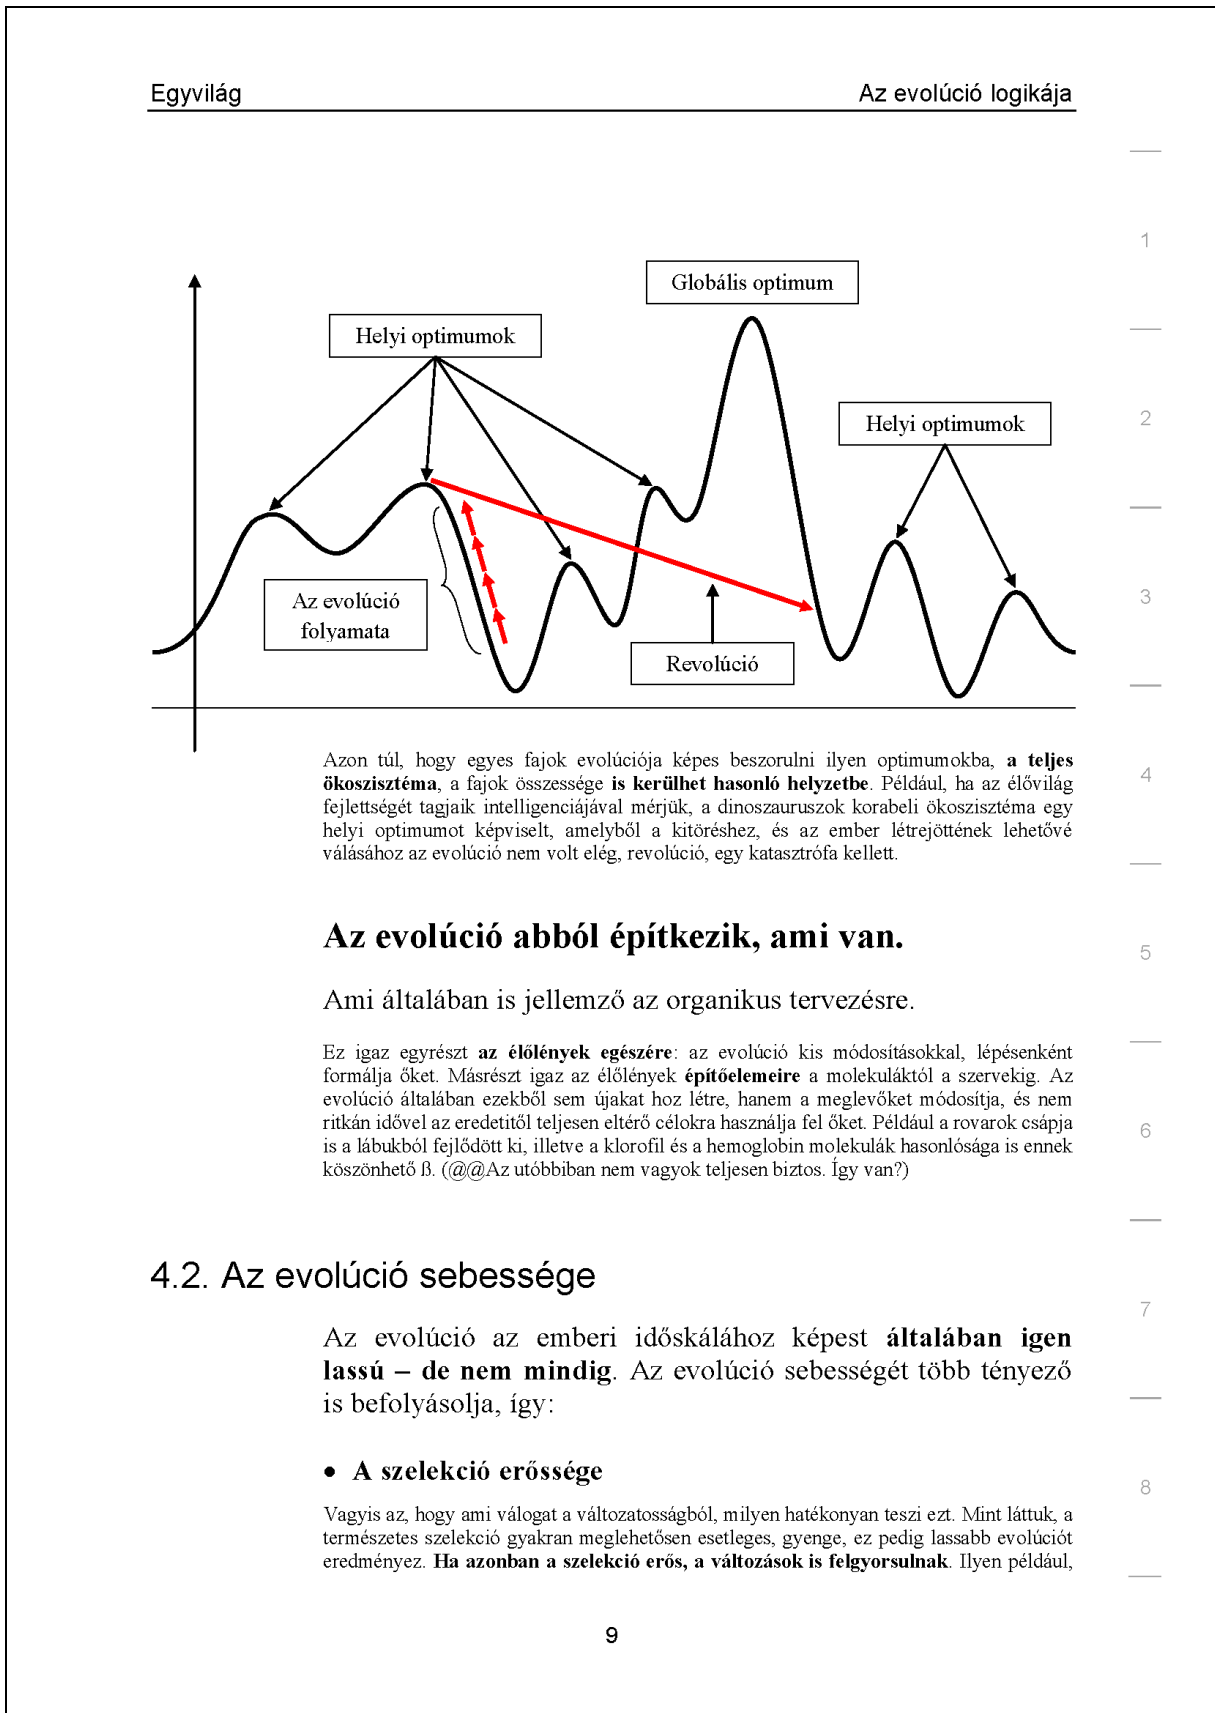 Egyvilág
Az evolúció logikája
1
Globális optimum
Helyi optimumok
2
Helyi optimumok
3
Az evolúció
folyamata
Revolúció
Azon túl, hogy egyes fajok evolúciója képes beszorulni ilyen optimumokba, a teljes
4
ökoszisztéma, a fajok összessége is kerülhet hasonló helyzetbe. Például, ha az élővilág
fejlettségét tagjaik intelligenciájával mérjük, a dinoszauruszok korabeli ökoszisztéma egy
helyi optimumot képviselt, amelyből a kitöréshez, és az ember létrejöttének lehetővé
válásához az evolúció nem volt elég, revolúció, egy katasztrófa kellett.
Az evolúció abból építkezik, ami van.
5
Ami általában is jellemző az organikus tervezésre.
Ez igaz egyrészt az élőlények egészére: az evolúció kis módosításokkal, lépésenként
formálja őket. Másrészt igaz az élőlények építőelemeire a molekuláktól a szervekig. Az
evolúció általában ezekből sem újakat hoz létre, hanem a meglevőket módosítja, és nem
ritkán idővel az eredetitől teljesen eltérő célokra használja fel őket. Például a rovarok csápja
6
is a lábukból fejlődött ki, illetve a klorofil és a hemoglobin molekulák hasonlósága is ennek
köszönhető ß. (@@Az utóbbiban nem vagyok teljesen biztos. Így van?)
4.2. Az evolúció sebessége
7
Az evolúció az emberi időskálához képest általában igen
lassú – de nem mindig. Az evolúció sebességét több tényező
is befolyásolja, így:
• A szelekció erőssége
8
Vagyis az, hogy ami válogat a változatosságból, milyen hatékonyan teszi ezt. Mint láttuk, a
természetes szelekció gyakran meglehetősen esetleges, gyenge, ez pedig lassabb evolúciót
eredményez. Ha azonban a szelekció erős, a változások is felgyorsulnak. Ilyen például,
9